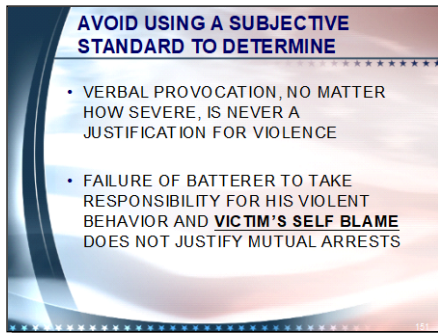 AVOID USING A SUBJECTIVE
STANDARD TO DETERMINE
• VERBAL PROVOCATION, NO MATTER
HOW SEVERE, IS NEVER A
JUSTIFICATION FOR VIOLENCE
• FAILURE OF BATTERER TO TAKE
RESPONSIBILITY FOR HIS VIOLENT
BEHAVIOR AND VICTIM'S SELF BLAME
DOES NOT JUSTIFY MUTUAL ARRESTS